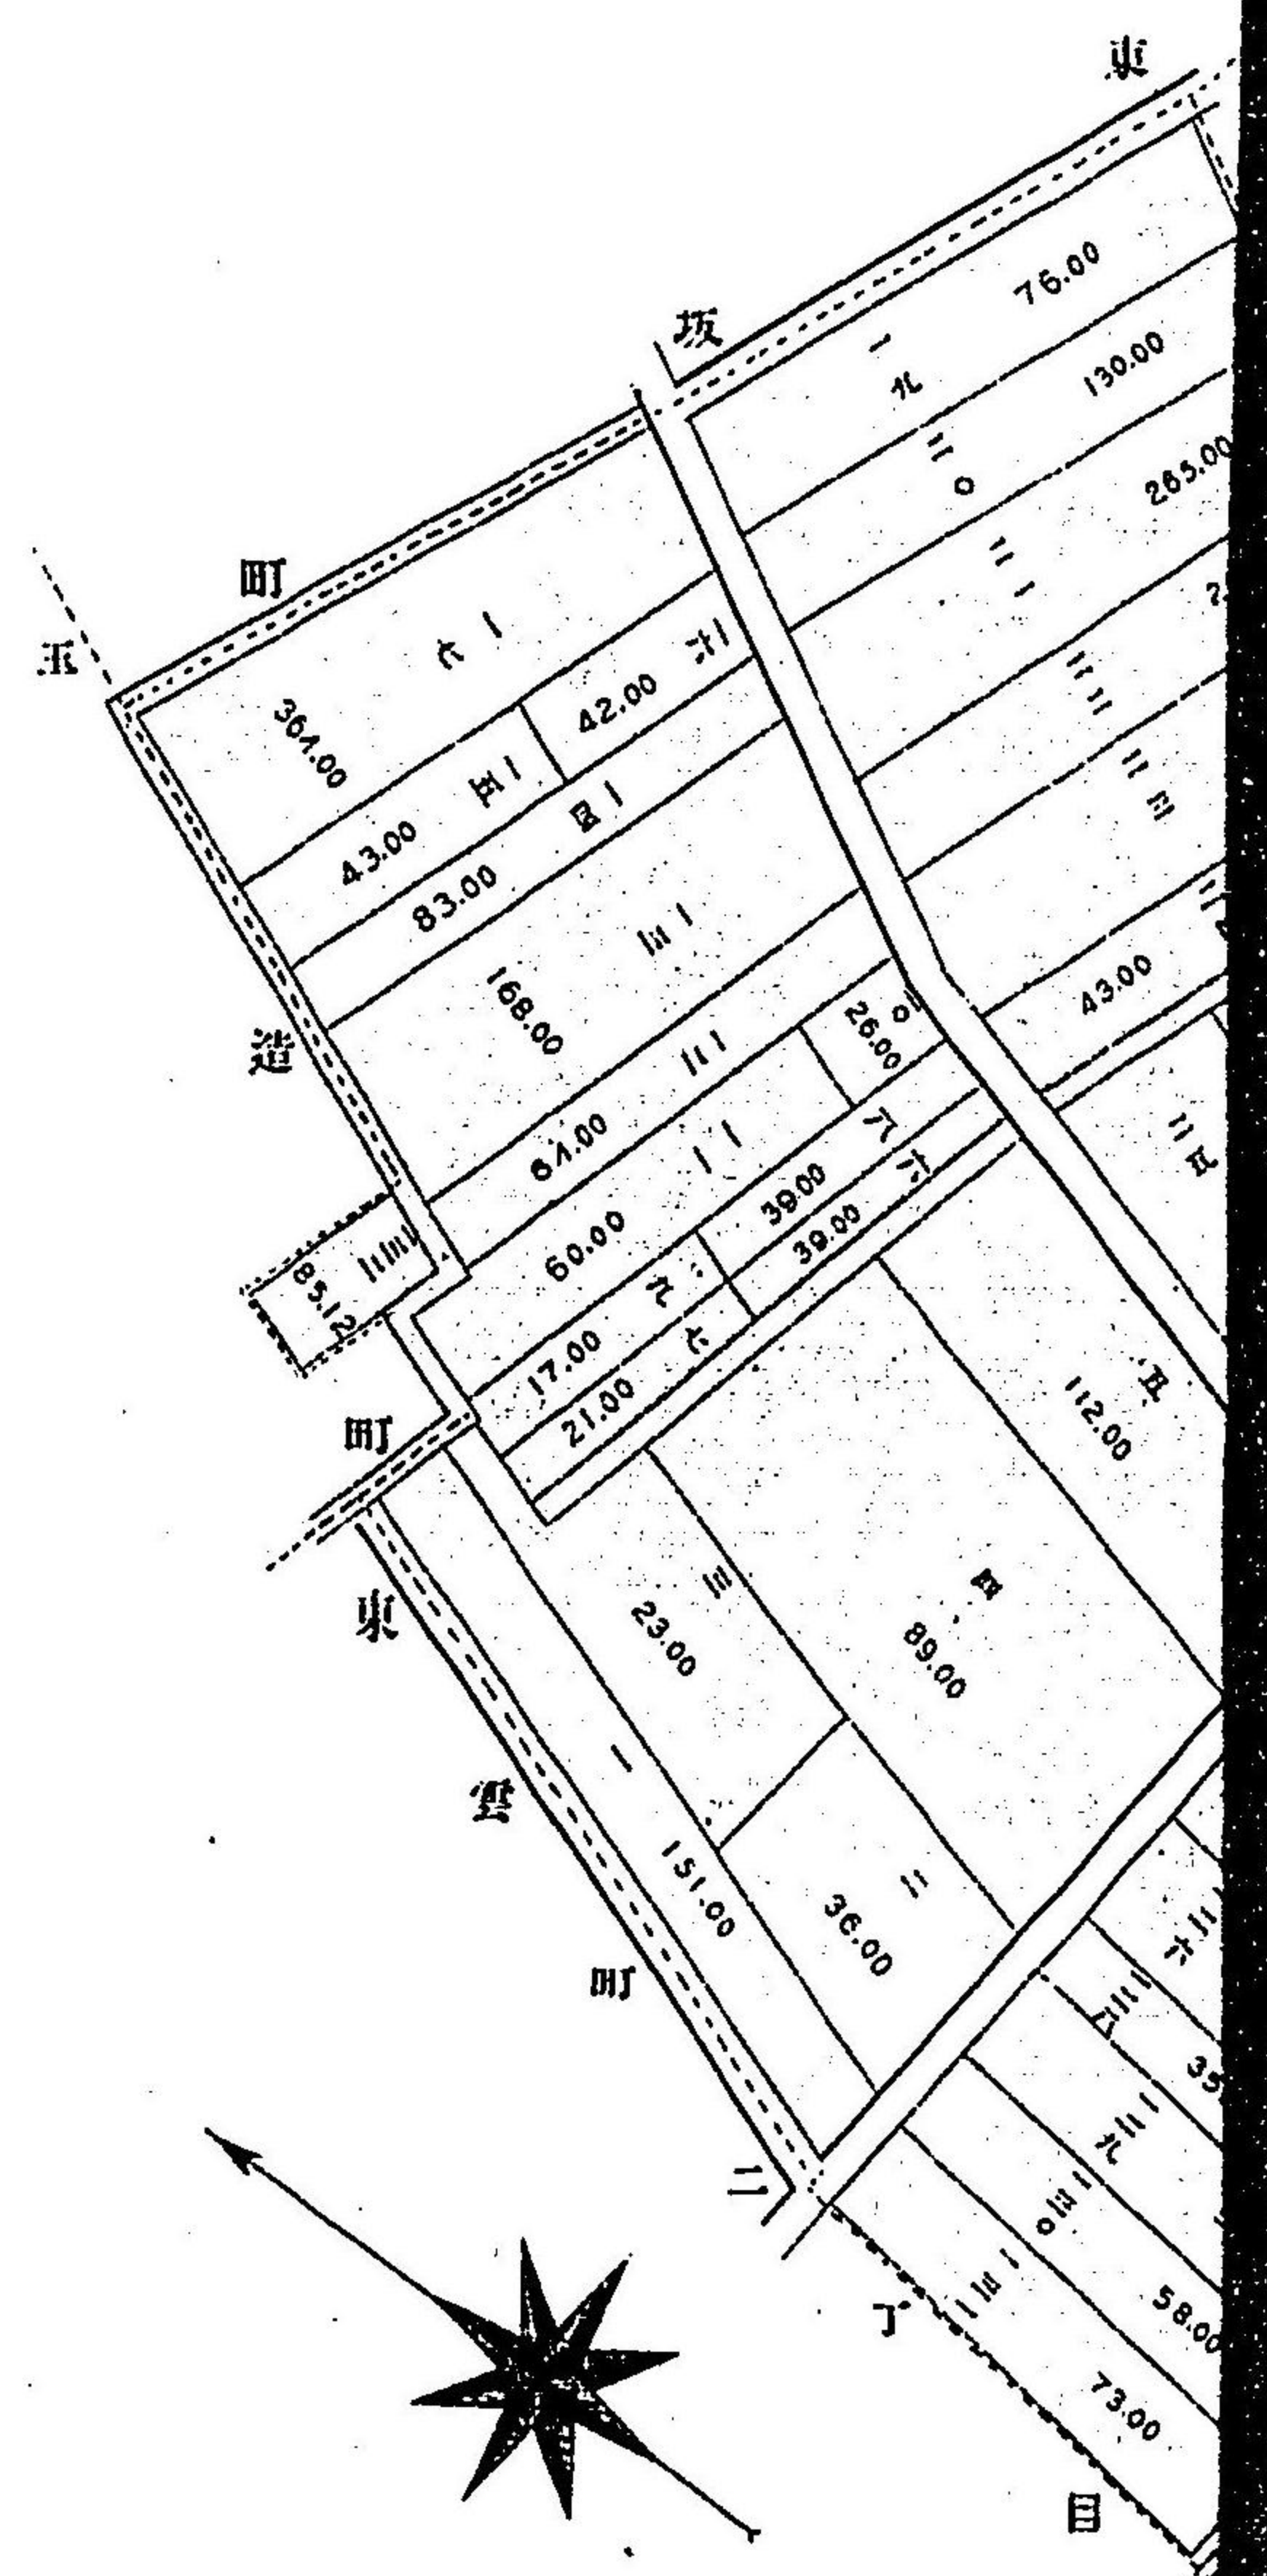 東
坂
町
玉
造
町
東
雲
町
二
丁
目
一九
76.00
二〇
130.00
二一
265.00
二二
二三
43.00
二五
一七
364.00
一六
42.00
一五
43.00
一四
83.00
一三
168.00
一二
64.00
一〇
26.00
一一
60.00
八
39.00
六
39.00
九
17.00
七
21.00
85.12
五
112.00
四
89.00
三
23.00
一
151.00
二
36.00
35
58.00
73.00